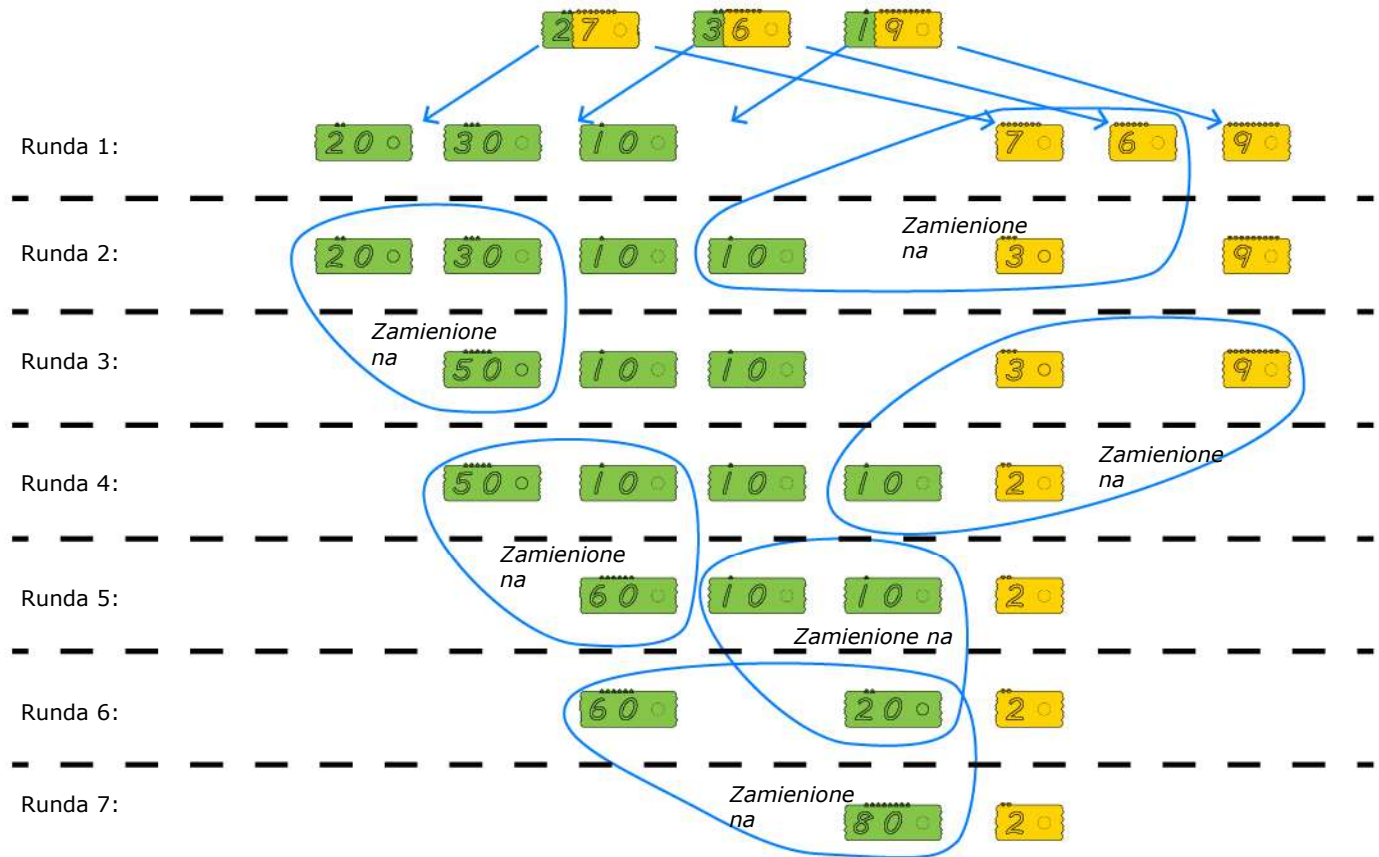 27 36 19
Runda 1: 20 30 10 7 6 9
Zamienione
na
Runda 2: 20 30 10 10 3 9
Zamienione
na
Runda 3: 50 10 10 3 9
Zamienione
na
Runda 4: 50 10 10 10 2
Zamienione
na
Runda 5: 60 10 10 2
Zamienione na
Runda 6: 60 20 2
Zamienione
na
Runda 7: 80 2